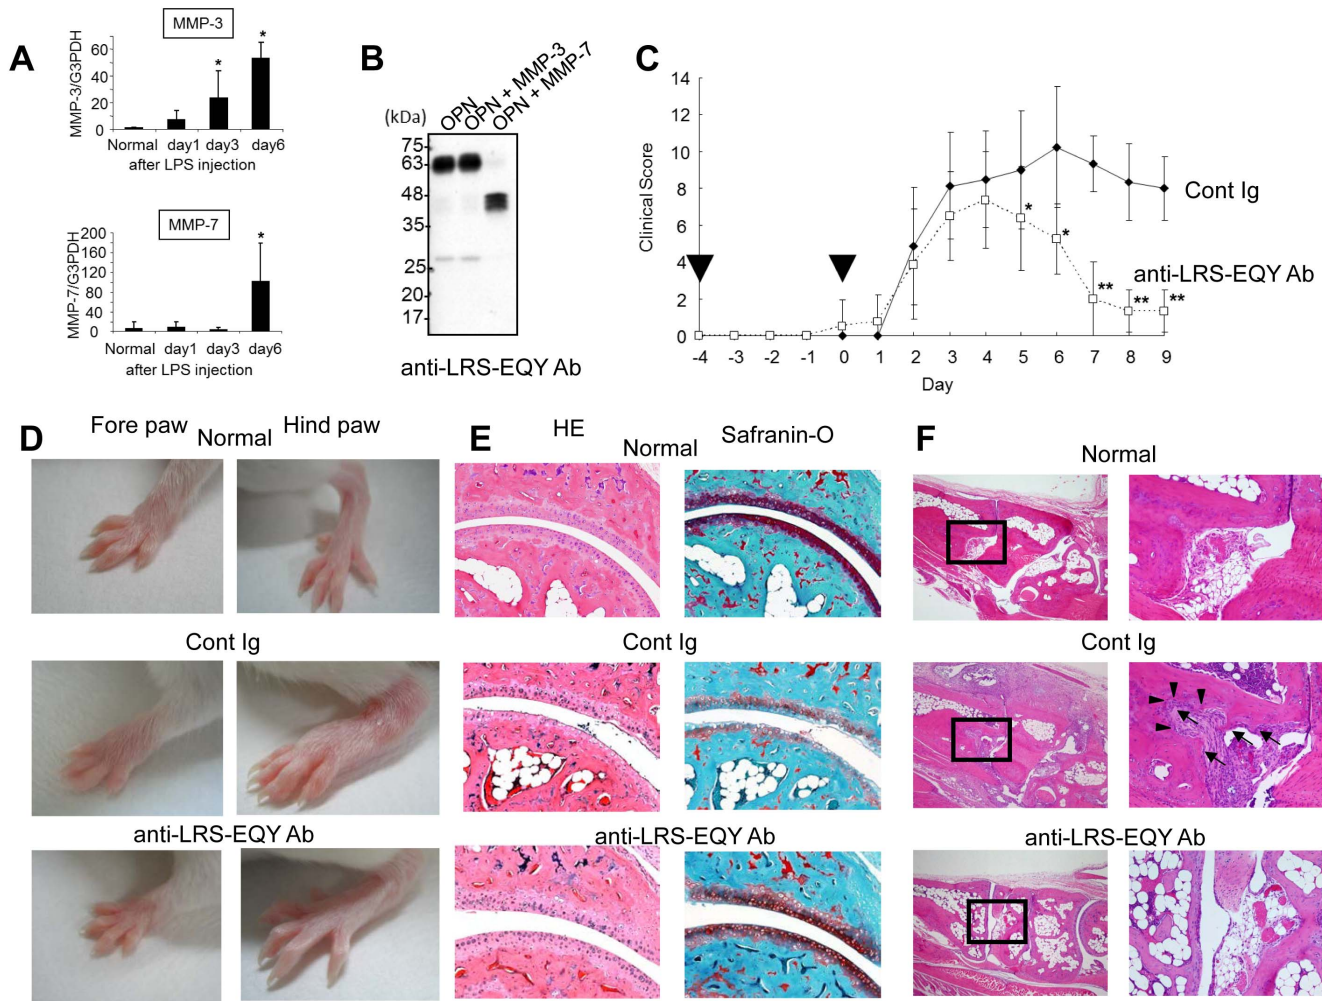 A
MMP-3
MMP-3/G3PDH
60
40
20
0
Normal day1 day3 day6
after LPS injection
* *
MMP-7
MMP-7/G3PDH
200
160
120
80
40
0
Normal day1 day3 day6
after LPS injection
*
B
(kDa)
OPN
OPN + MMP-3
OPN + MMP-7
75
63
48
35
25
20
17
anti-LRS-EQY Ab
C
Clinical Score
14
12
10
8
6
4
2
0
-4 -3 -2 -1 0 1 2 3 4 5 6 7 8 9
Day
Cont Ig
anti-LRS-EQY Ab
* * ** ** **
D
Fore paw Hind paw
Normal
Cont Ig
anti-LRS-EQY Ab
E
HE Safranin-O
Normal
Cont Ig
anti-LRS-EQY Ab
F
Normal
Cont Ig
anti-LRS-EQY Ab